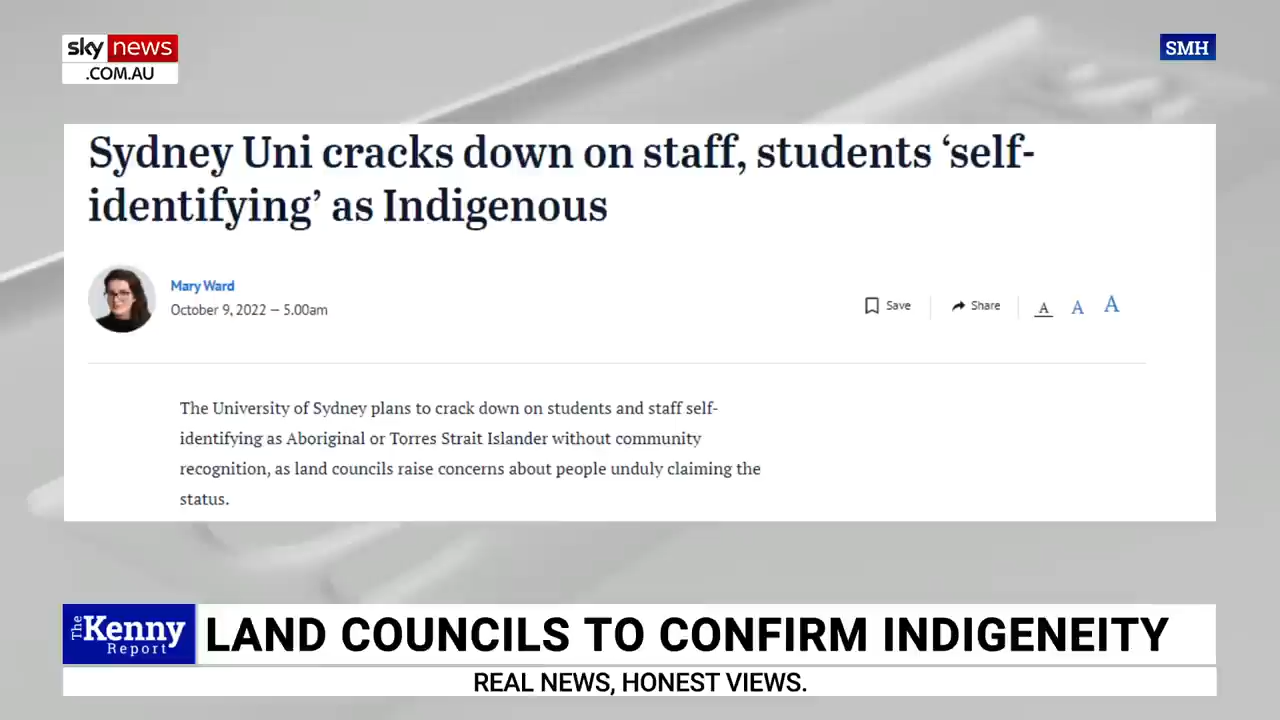 sky news
.COM.AU
SMH
Sydney Uni cracks down on staff, students ‘self-
identifying’ as Indigenous
Mary Ward
October 9, 2022 — 5.00am
Save
Share
A A A
The University of Sydney plans to crack down on students and staff self-
identifying as Aboriginal or Torres Strait Islander without community
recognition, as land councils raise concerns about people unduly claiming the
status.
The Kenny Report
LAND COUNCILS TO CONFIRM INDIGENEITY
REAL NEWS, HONEST VIEWS.